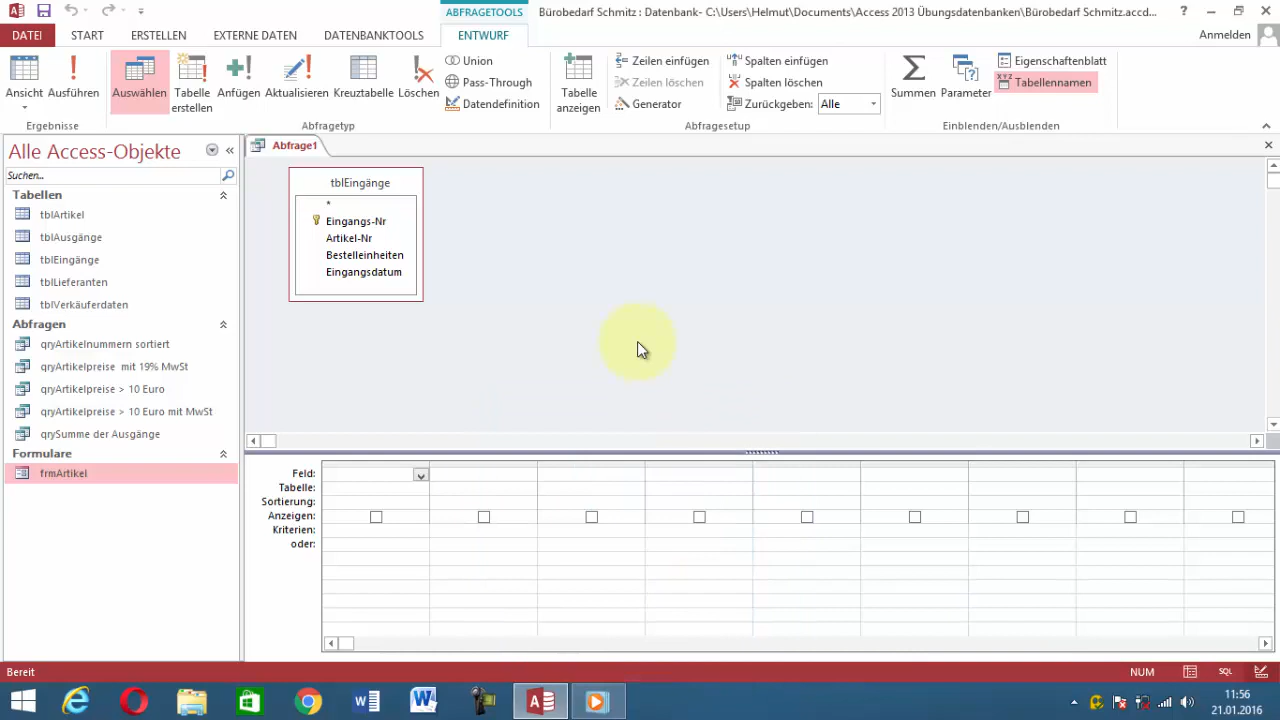 ABFRAGETOOLS
Bürobedarf Schmitz : Datenbank- C:\Users\Helmut\Documents\Access 2013 Übungsdatenbanken\Bürobedarf Schmitz.accd...
DATEI START ERSTELLEN EXTERNE DATEN DATENBANKTOOLS ENTWURF Anmelden
Ansicht
Ausführen
Ergebnisse
Auswählen
Tabelle erstellen
Anfügen
Aktualisieren
Kreuztabelle
Löschen
Union
Pass-Through
Datendefinition
Abfragetyp
Tabelle anzeigen
Zeilen einfügen
Zeilen löschen
Generator
Spalten einfügen
Spalten löschen
Zurückgeben: Alle
Abfragesetup
Summen
Parameter
Eigenschaftenblatt
XYZ Tabellennamen
Einblenden/Ausblenden
Alle Access-Objekte
Suchen...
Tabellen
tblArtikel
tblAusgänge
tblEingänge
tblLieferanten
tblVerkäuferdaten
Abfragen
qryArtikelnummern sortiert
qryArtikelpreise mit 19% MwSt
qryArtikelpreise > 10 Euro
qryArtikelpreise > 10 Euro mit MwSt
qrySumme der Ausgänge
Formulare
frmArtikel
Abfrage1
tblEingänge
*
Eingangs-Nr
Artikel-Nr
Bestelleinheiten
Eingangsdatum
Feld:
Tabelle:
Sortierung:
Anzeigen:
Kriterien:
oder:
Bereit
NUM
SQL
11:56
21.01.2016